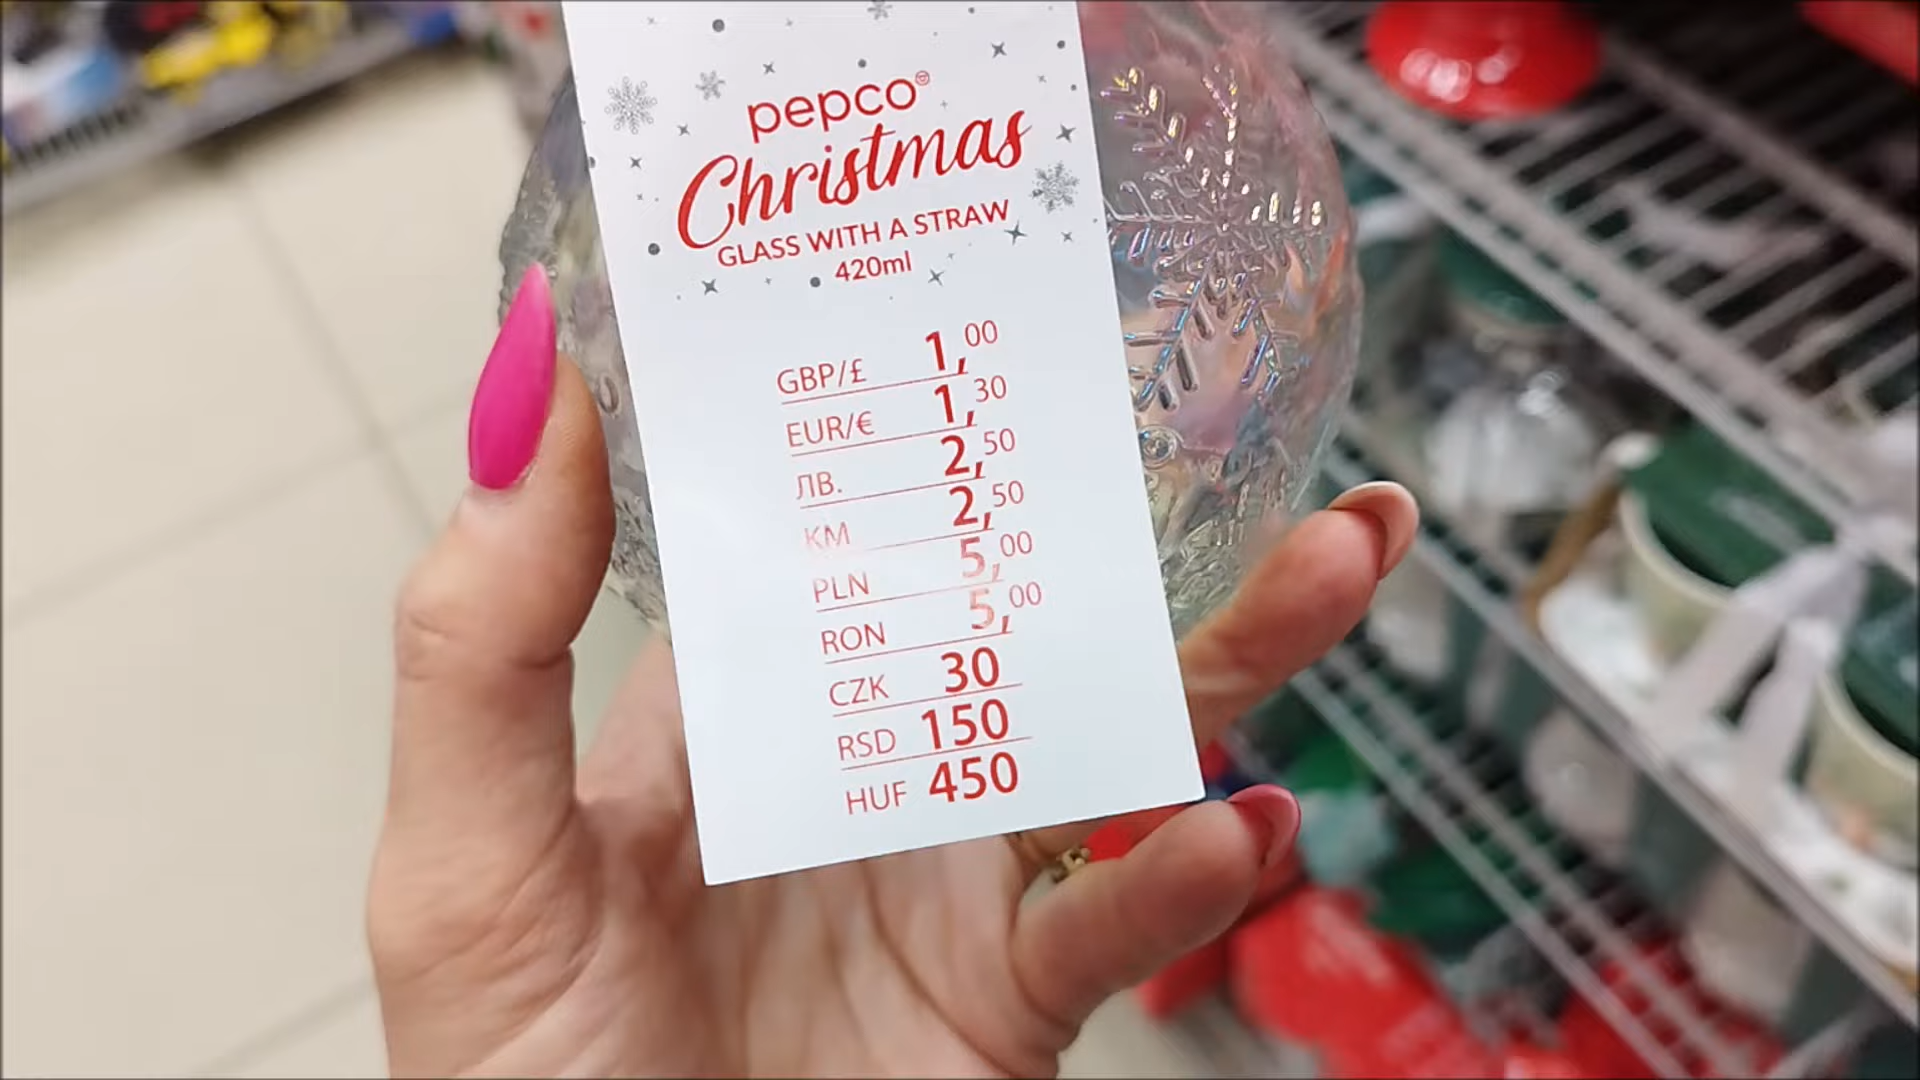 pepco
Christmas
GLASS WITH A STRAW
420ml
GBP/£ 1,00
EUR/€ 1,30
ЛВ. 2,50
KM 2,50
PLN 5,00
RON 5,00
CZK 30
RSD 150
HUF 450